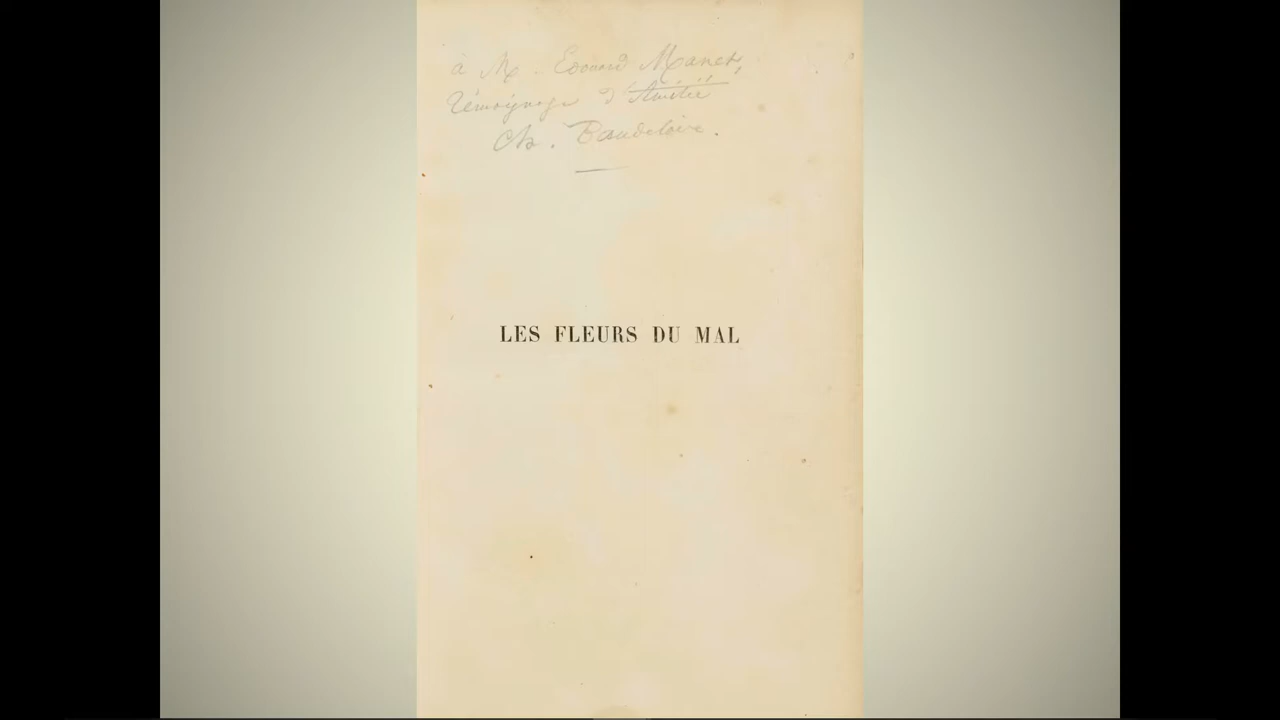 à M. Edouard Manet,
Témoignage d'Amitié
Ch. Baudelaire.
LES FLEURS DU MAL